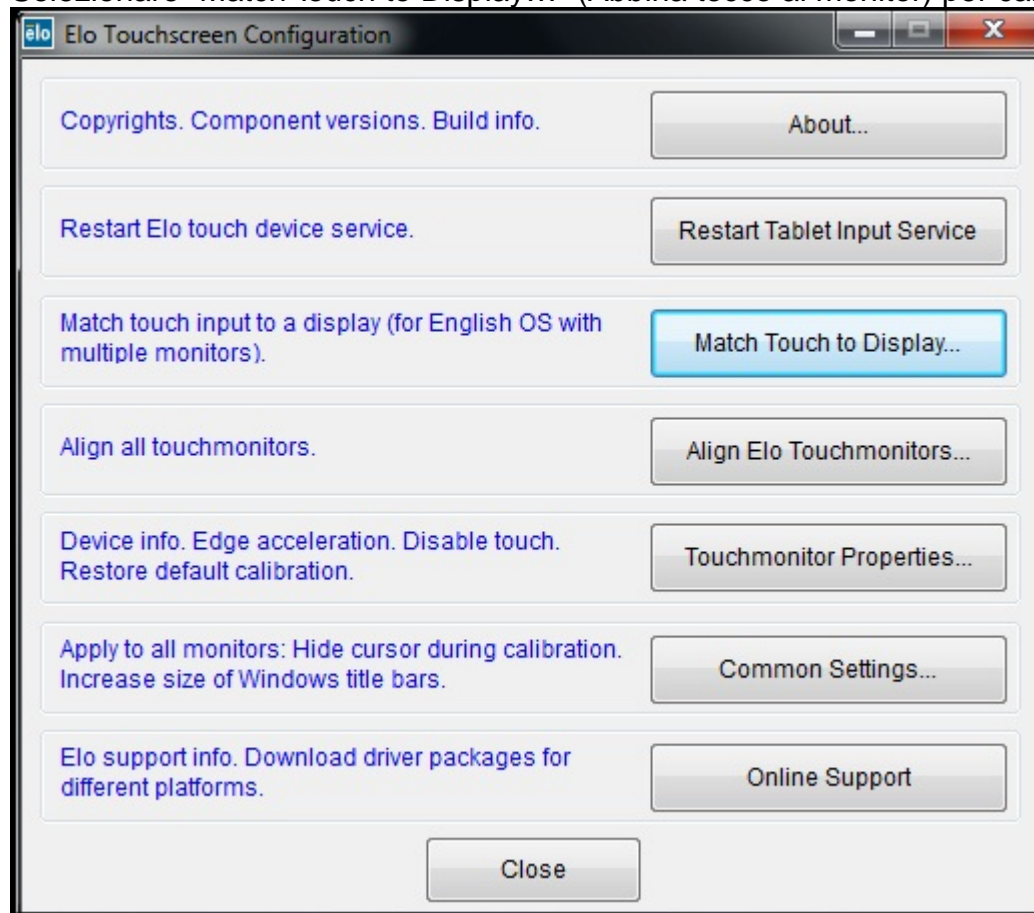 Selezionare "Match Touch to Display..." (Abbina tocco al monitor) per
elo Elo Touchscreen Configuration
Copyrights. Component versions. Build info.
About...
Restart Elo touch device service.
Restart Tablet Input Service
Match touch input to a display (for English OS with
multiple monitors).
Match Touch to Display...
Align all touchmonitors.
Align Elo Touchmonitors...
Device info. Edge acceleration. Disable touch.
Restore default calibration.
Touchmonitor Properties...
Apply to all monitors: Hide cursor during calibration.
Increase size of Windows title bars.
Common Settings...
Elo support info. Download driver packages for
different platforms.
Online Support
Close